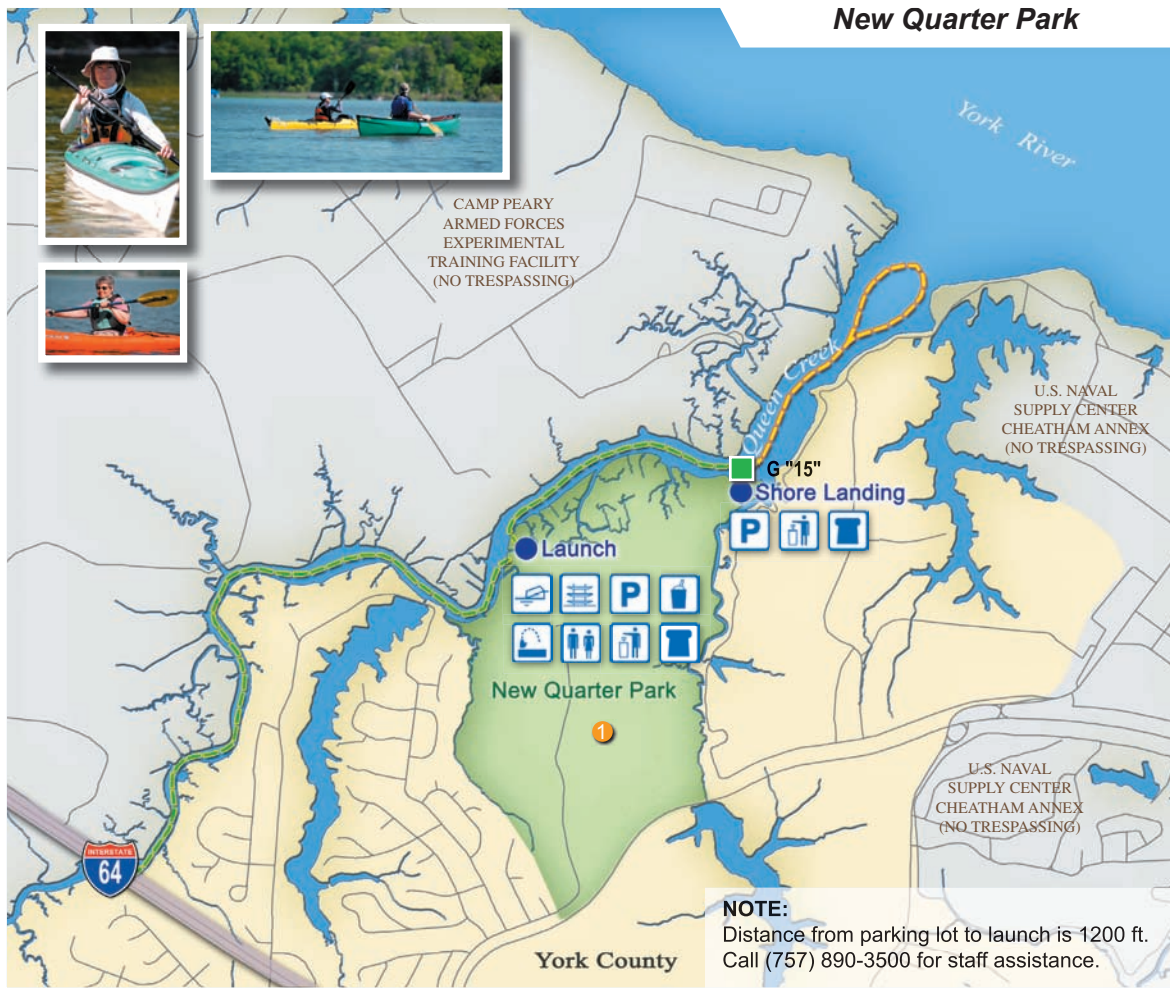 New Quarter Park
York River
CAMP PEARY
ARMED FORCES
EXPERIMENTAL
TRAINING FACILITY
(NO TRESPASSING)
Queen Creek
U.S. NAVAL
SUPPLY CENTER
CHEATHAM ANNEX
(NO TRESPASSING)
G "15"
Shore Landing
P
Launch
P
New Quarter Park
1
U.S. NAVAL
SUPPLY CENTER
CHEATHAM ANNEX
(NO TRESPASSING)
INTERSTATE
64
York County
NOTE:
Distance from parking lot to launch is 1200 ft.
Call (757) 890-3500 for staff assistance.